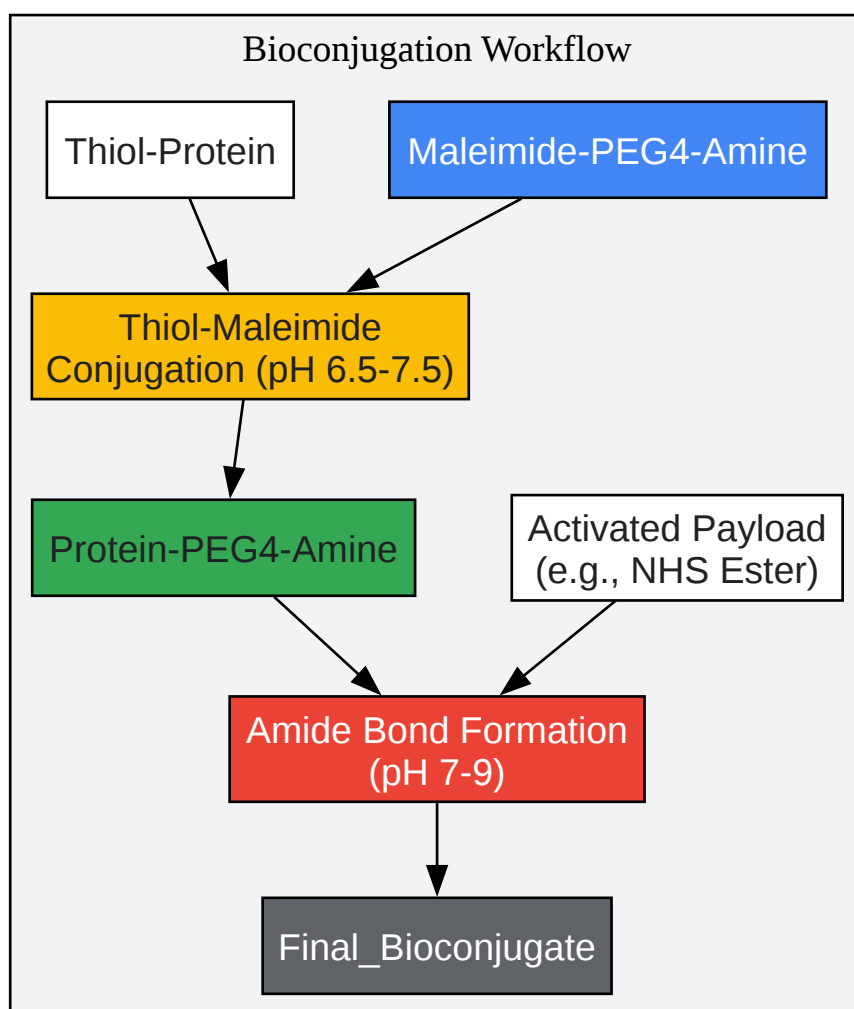 Bioconjugation Workflow
Thiol-Protein
Maleimide-PEG4-Amine
Thiol-Maleimide
Conjugation (pH 6.5-7.5)
Protein-PEG4-Amine
Activated Payload
(e.g., NHS Ester)
Amide Bond Formation
(pH 7-9)
Final_Bioconjugate